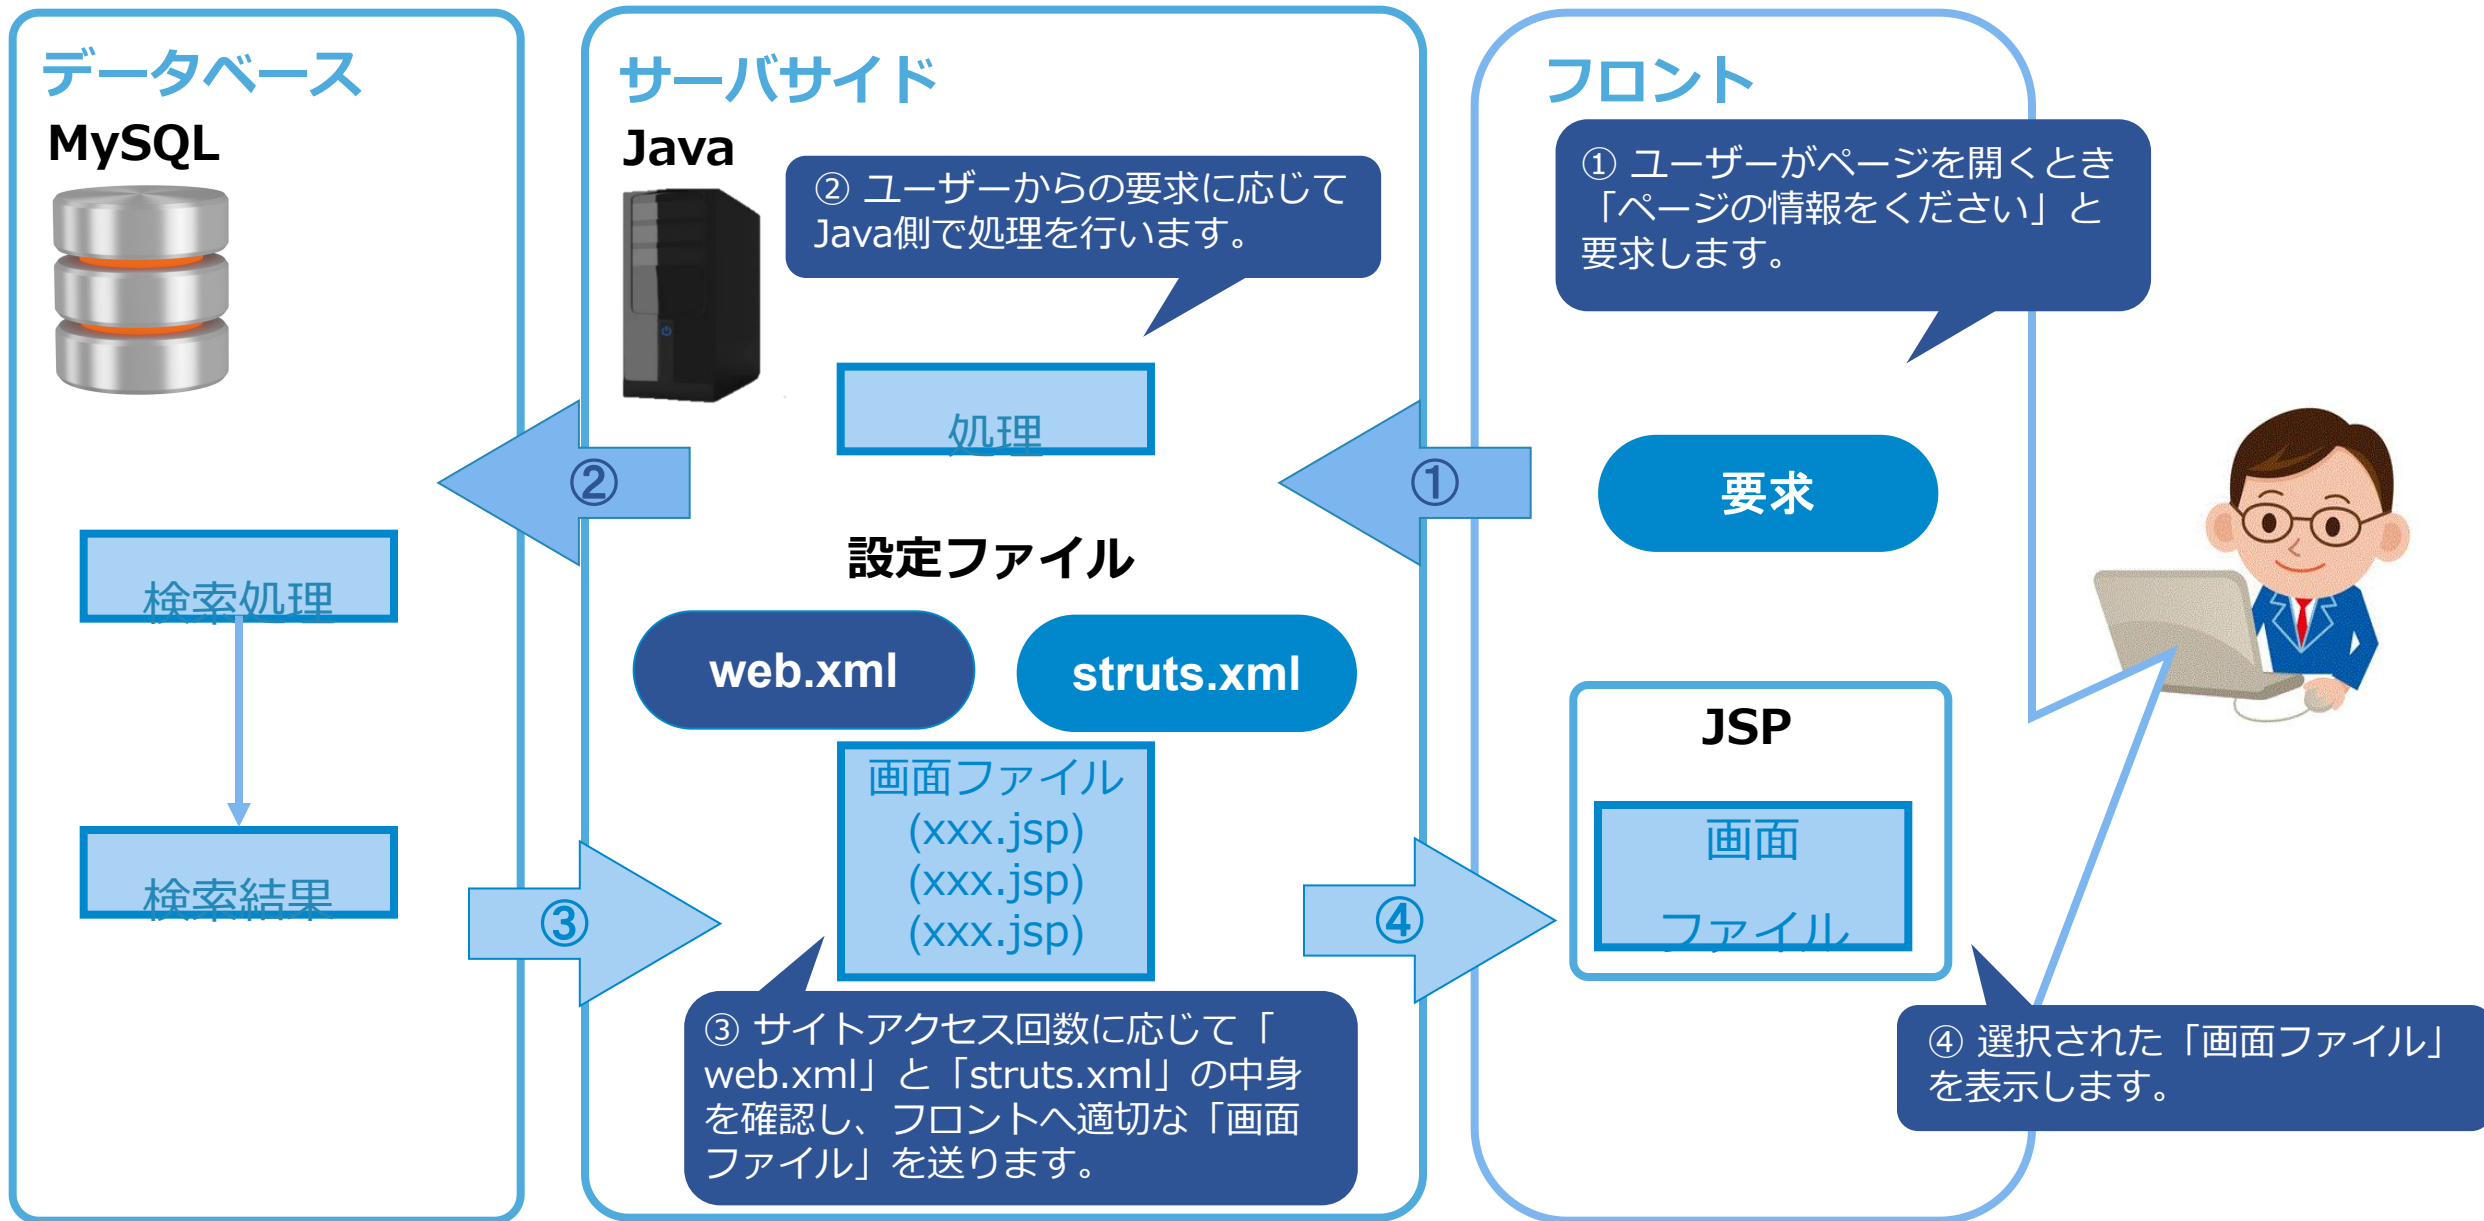 データベース
MySQL
②
検索処理
検索結果
③
サーバサイド
Java
② ユーザーからの要求に応じて
Java側で処理を行います。
処理
①
設定ファイル
web.xml
struts.xml
画面ファイル
(xxx.jsp)
(xxx.jsp)
(xxx.jsp)
④
③ サイトアクセス回数に応じて「
web.xml」と「struts.xml」の中身
を確認し、フロントへ適切な「画面
ファイル」を送ります。
フロント
① ユーザーがページを開くとき
「ページの情報をください」と
要求します。
要求
JSP
画面
ファイル
④ 選択された「画面ファイル」
を表示します。